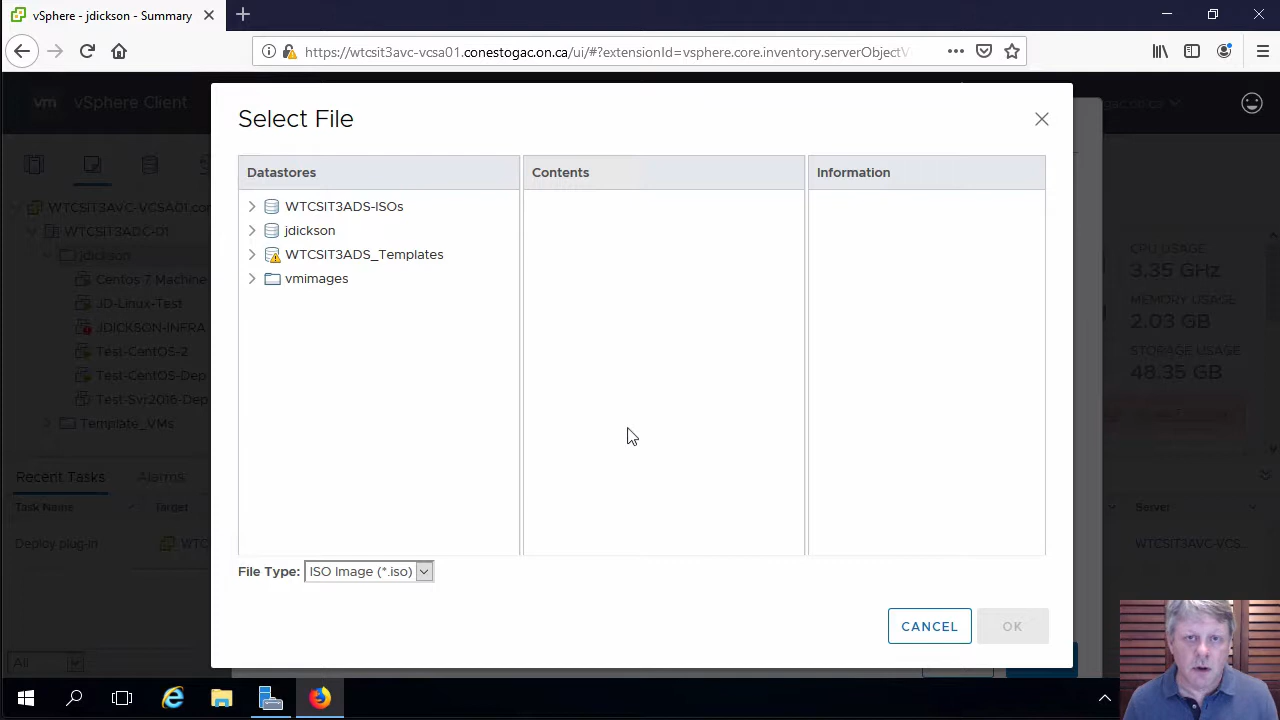 vSphere - jdickson - Summary
https://wtcsit3avc-vcsa01.conestogac.on.ca/ui/#?extensionId=vsphere.core.inventory.serverObjectV
vm vSphere Client
Select File
Datastores Contents Information
WTCSIT3ADS-ISOs
jdickson
WTCSIT3ADS_Templates
vmimages
File Type: ISO Image (*.iso)
CANCEL OK
WTCSIT3AVC-VCSA01.con
WTCSIT3ADC-01
jdickson
Centos 7 Machine
JD-Linux-Test
JDICKSON-INFRA
Test-CentOS-2
Test-CentOS-Dep
Test-Svr2016-Dep
Template_VMs
CPU USAGE
3.35 GHz
MEMORY USAGE
2.03 GB
STORAGE USAGE
48.35 GB
Recent Tasks Alarms
Task Name Target Server
Deploy plug-in WTC WTCSIT3AVC-VCS...
All